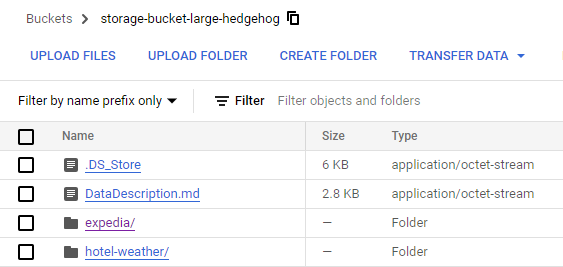 Buckets > storage-bucket-large-hedgehog
UPLOAD FILES UPLOAD FOLDER CREATE FOLDER TRANSFER DATA
Filter by name prefix only Filter Filter objects and folders
Name Size Type
.DS_Store 6 KB application/octet-stream
DataDescription.md 2.8 KB application/octet-stream
expedia/ — Folder
hotel-weather/ — Folder